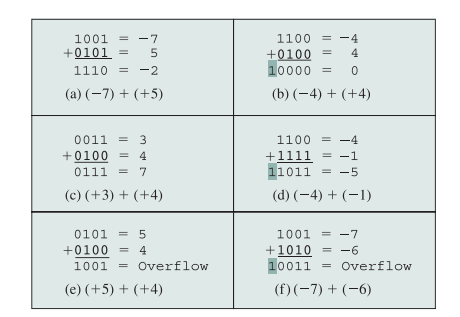 1001 = −7
+0101 = 5
1110 = −2
(a) (−7) + (+5)
1100 = −4
+0100 = 4
10000 = 0
(b) (−4) + (+4)
0011 = 3
+0100 = 4
0111 = 7
(c) (+3) + (+4)
1100 = −4
+1111 = −1
11011 = −5
(d) (−4) + (−1)
0101 = 5
+0100 = 4
1001 = Overflow
(e) (+5) + (+4)
1001 = −7
+1010 = −6
10011 = Overflow
(f) (−7) + (−6)